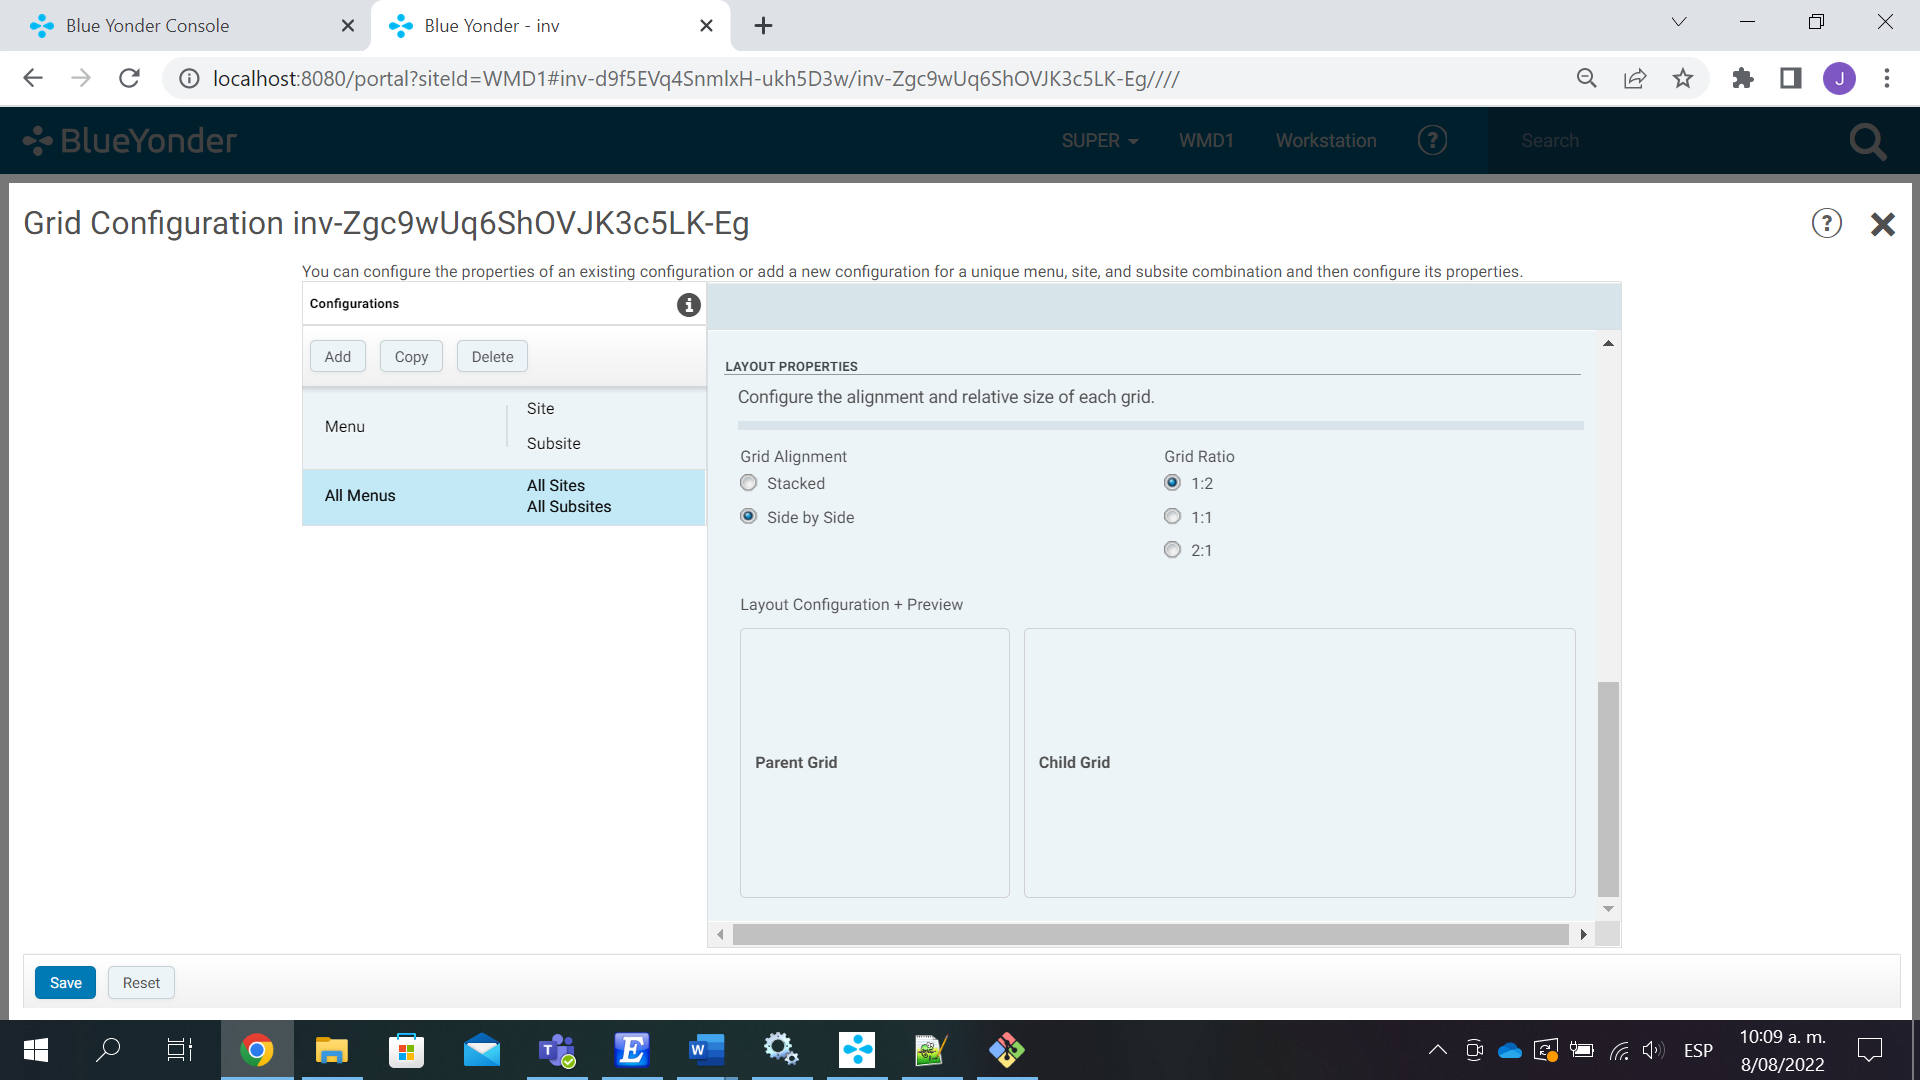 Blue Yonder Console
Blue Yonder - inv
localhost:8080/portal?siteId=WMD1#inv-d9f5EVq4SnmlxH-ukh5D3w/inv-Zgc9wUq6ShOVJK3c5LK-Eg////
J
BlueYonder
SUPER
WMD1
Workstation
?
Search
Grid Configuration inv-Zgc9wUq6ShOVJK3c5LK-Eg
?
You can configure the properties of an existing configuration or add a new configuration for a unique menu, site, and subsite combination and then configure its properties.
Configurations
i
Add
Copy
Delete
Menu
Site
Subsite
All Menus
All Sites
All Subsites
LAYOUT PROPERTIES
Configure the alignment and relative size of each grid.
Grid Alignment
Stacked
Side by Side
Grid Ratio
1:2
1:1
2:1
Layout Configuration + Preview
Parent Grid
Child Grid
Save
Reset
ESP
10:09 a. m.
8/08/2022